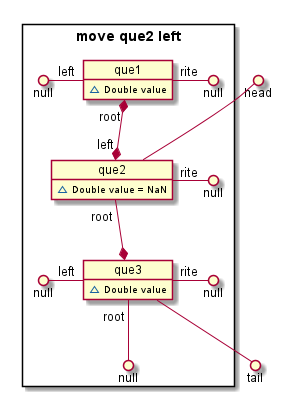 move que2 left
left
que1
rite
null
Double value
null
head
root
left
que2
rite
Double value = NaN
null
root
left
que3
rite
null
Double value
null
root
null
tail